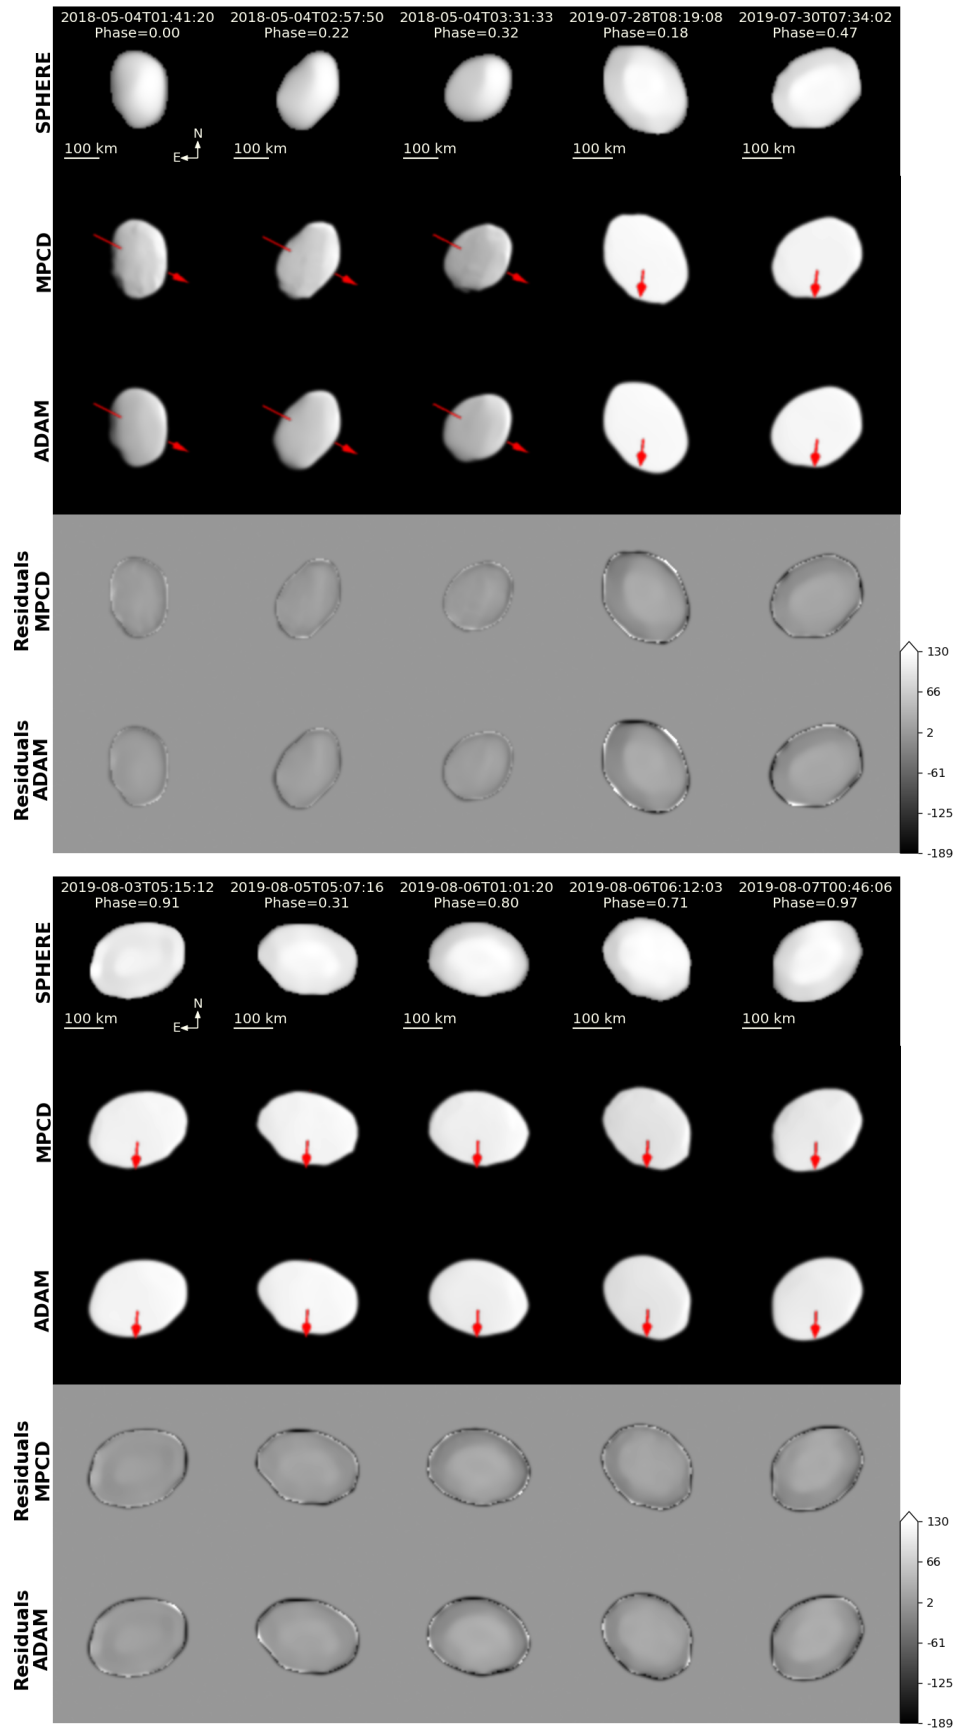 2018-05-04T01:41:20 2018-05-04T02:57:50 2018-05-04T03:31:33 2019-07-28T08:19:08 2019-07-30T07:34:02
Phase=0.00 Phase=0.22 Phase=0.32 Phase=0.18 Phase=0.47
SPHERE
N
E
100 km 100 km 100 km 100 km 100 km
MPCD
ADAM
Residuals
MPCD
Residuals
ADAM
130
66
2
-61
-125
-189
2019-08-03T05:15:12 2019-08-05T05:07:16 2019-08-06T01:01:20 2019-08-06T06:12:03 2019-08-07T00:46:06
Phase=0.91 Phase=0.31 Phase=0.80 Phase=0.71 Phase=0.97
SPHERE
N
E
100 km 100 km 100 km 100 km 100 km
MPCD
ADAM
Residuals
MPCD
Residuals
ADAM
130
66
2
-61
-125
-189